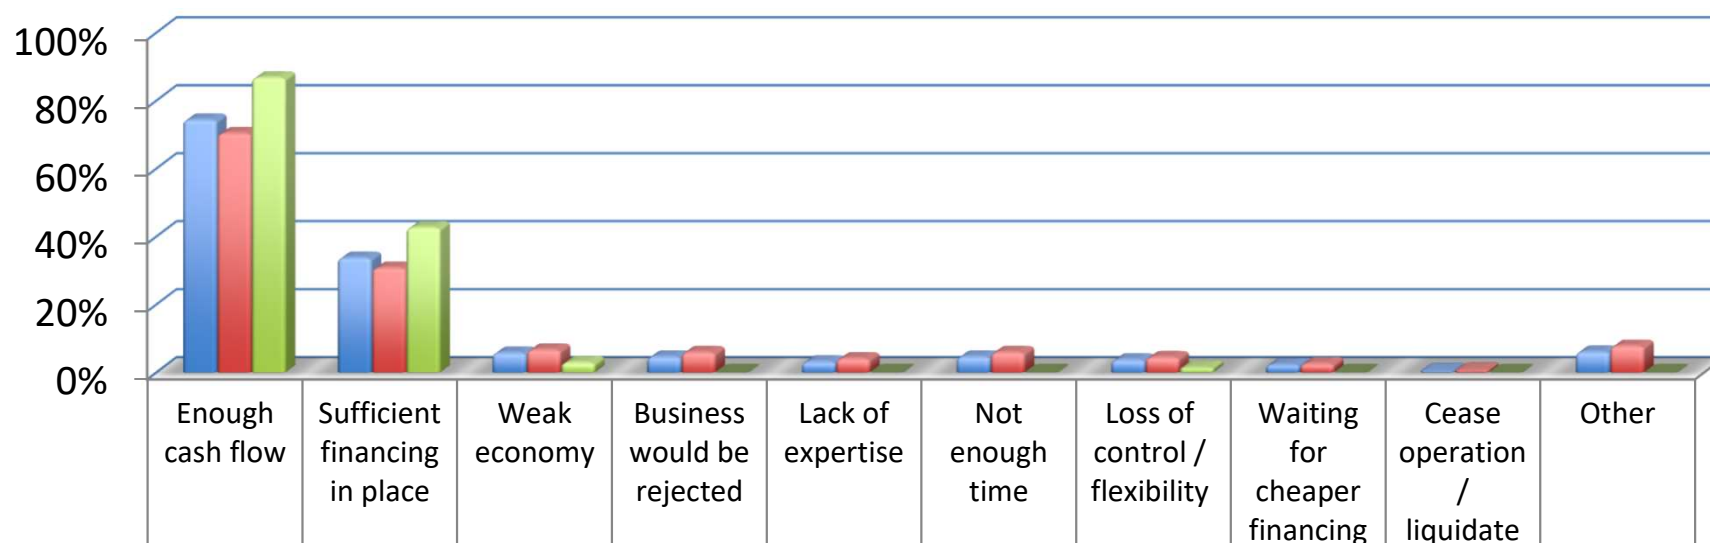 100%
80%
60%
40%
20%
0%
Enough
cash flow
Sufficient
financing
in place
Weak
economy
Business
would be
rejected
Lack of
expertise
Not
enough
time
Loss of
control /
flexibility
Waiting
for
cheaper
financing
Cease
operation
/
liquidate
Other